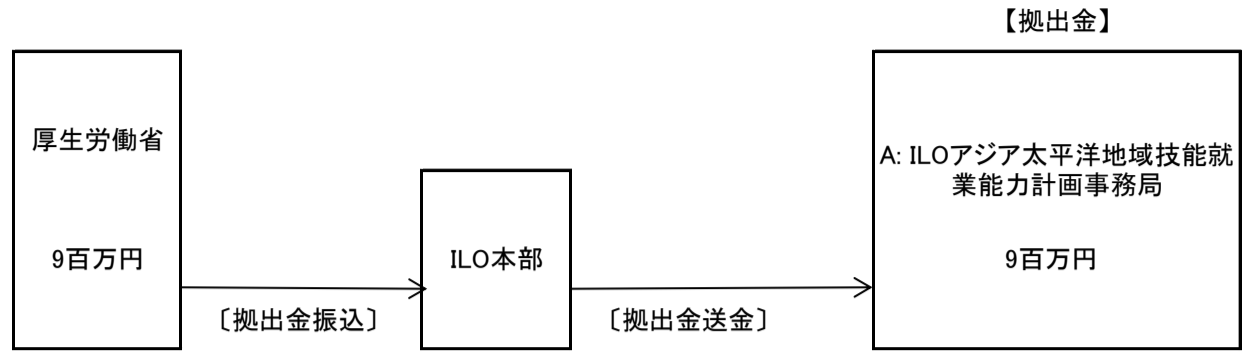 【拠出金】
厚生労働省
9百万円
〔拠出金振込〕
ILO本部
〔拠出金送金〕
A: ILOアジア太平洋地域技能就
業能力計画事務局
9百万円